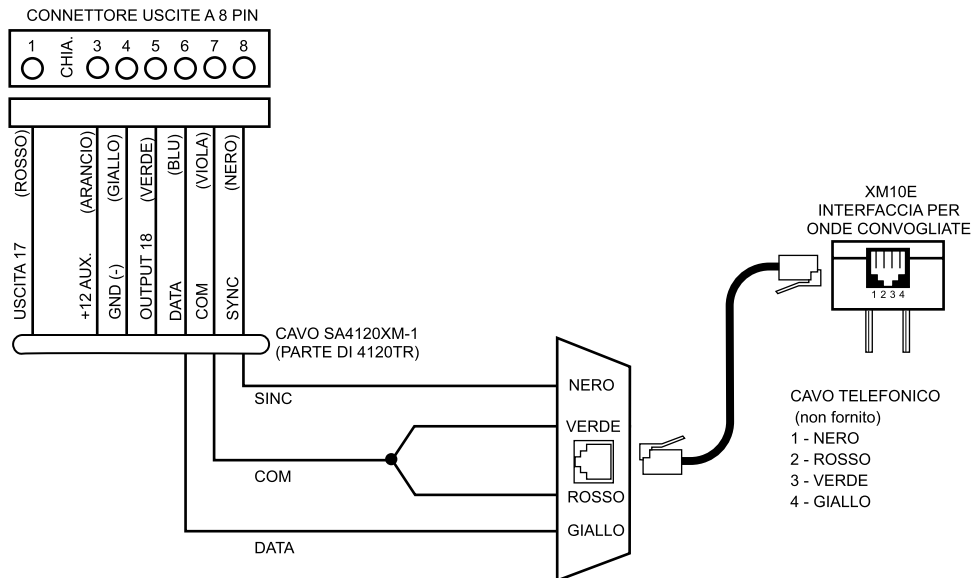 CONNETTORE USCITE A 8 PIN
1 CHIA. 3 4 5 6 7 8
(ROSSO) (ARANCIO) (GIALLO) (VERDE) (BLU) (VIOLA) (NERO)
USCITA 17 +12 AUX. GND (-) OUTPUT 18 DATA COM SYNC
CAVO SA4120XM-1
(PARTE DI 4120TR)
SINC
COM
DATA
NERO
VERDE
ROSSO
GIALLO
XM10E
INTERFACCIA PER
ONDE CONVOGLIATE
1 2 3 4
CAVO TELEFONICO
(non fornito)
1 - NERO
2 - ROSSO
3 - VERDE
4 - GIALLO